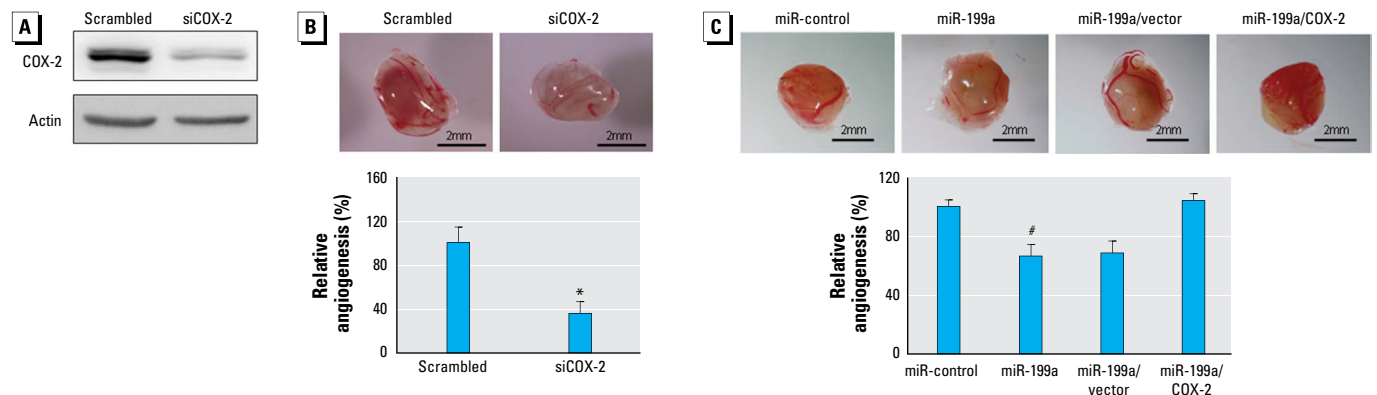 A
Scrambled siCOX-2
COX-2
Actin
B
Scrambled siCOX-2
2mm 2mm
160
120
80
40
0
Relative
angiogenesis (%)
*
Scrambled siCOX-2
C
miR-control miR-199a miR-199a/vector miR-199a/COX-2
2mm 2mm 2mm 2mm
120
80
40
0
Relative
angiogenesis (%)
#
miR-control miR-199a miR-199a/ miR-199a/
vector COX-2